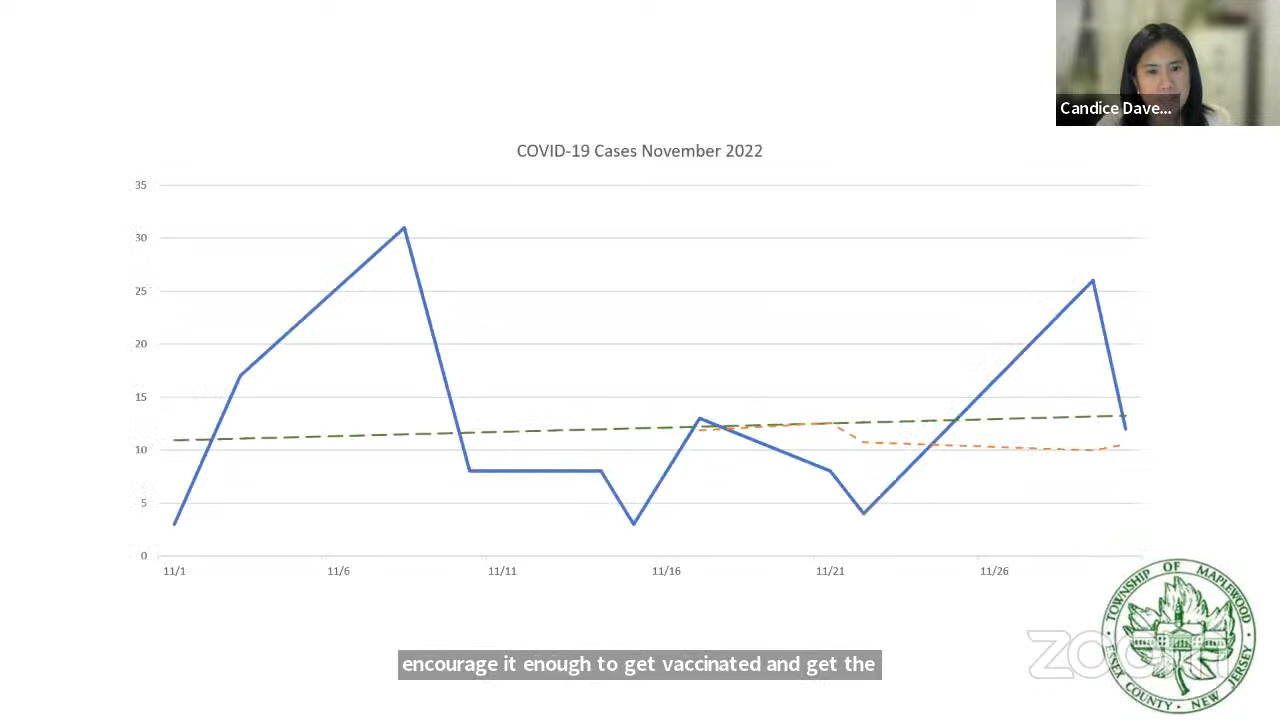 Candice Dave...
COVID-19 Cases November 2022
35
30
25
20
15
10
5
0
11/1 11/6 11/11 11/16 11/21 11/26
TOWNSHIP OF MAPLEWOOD
ESSEX COUNTY, NEW JERSEY
zoom
encourage it enough to get vaccinated and get the